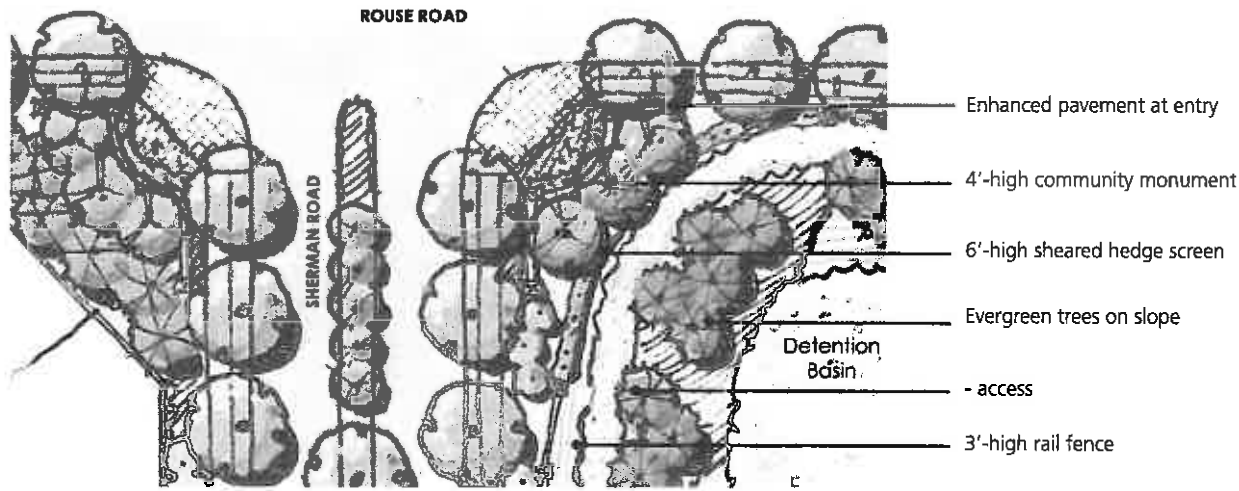 ROUSE ROAD
SHERMAN ROAD
Enhanced pavement at entry
4'-high community monument
6'-high sheared hedge screen
Evergreen trees on slope
Detention
Basin
- access
3'-high rail fence